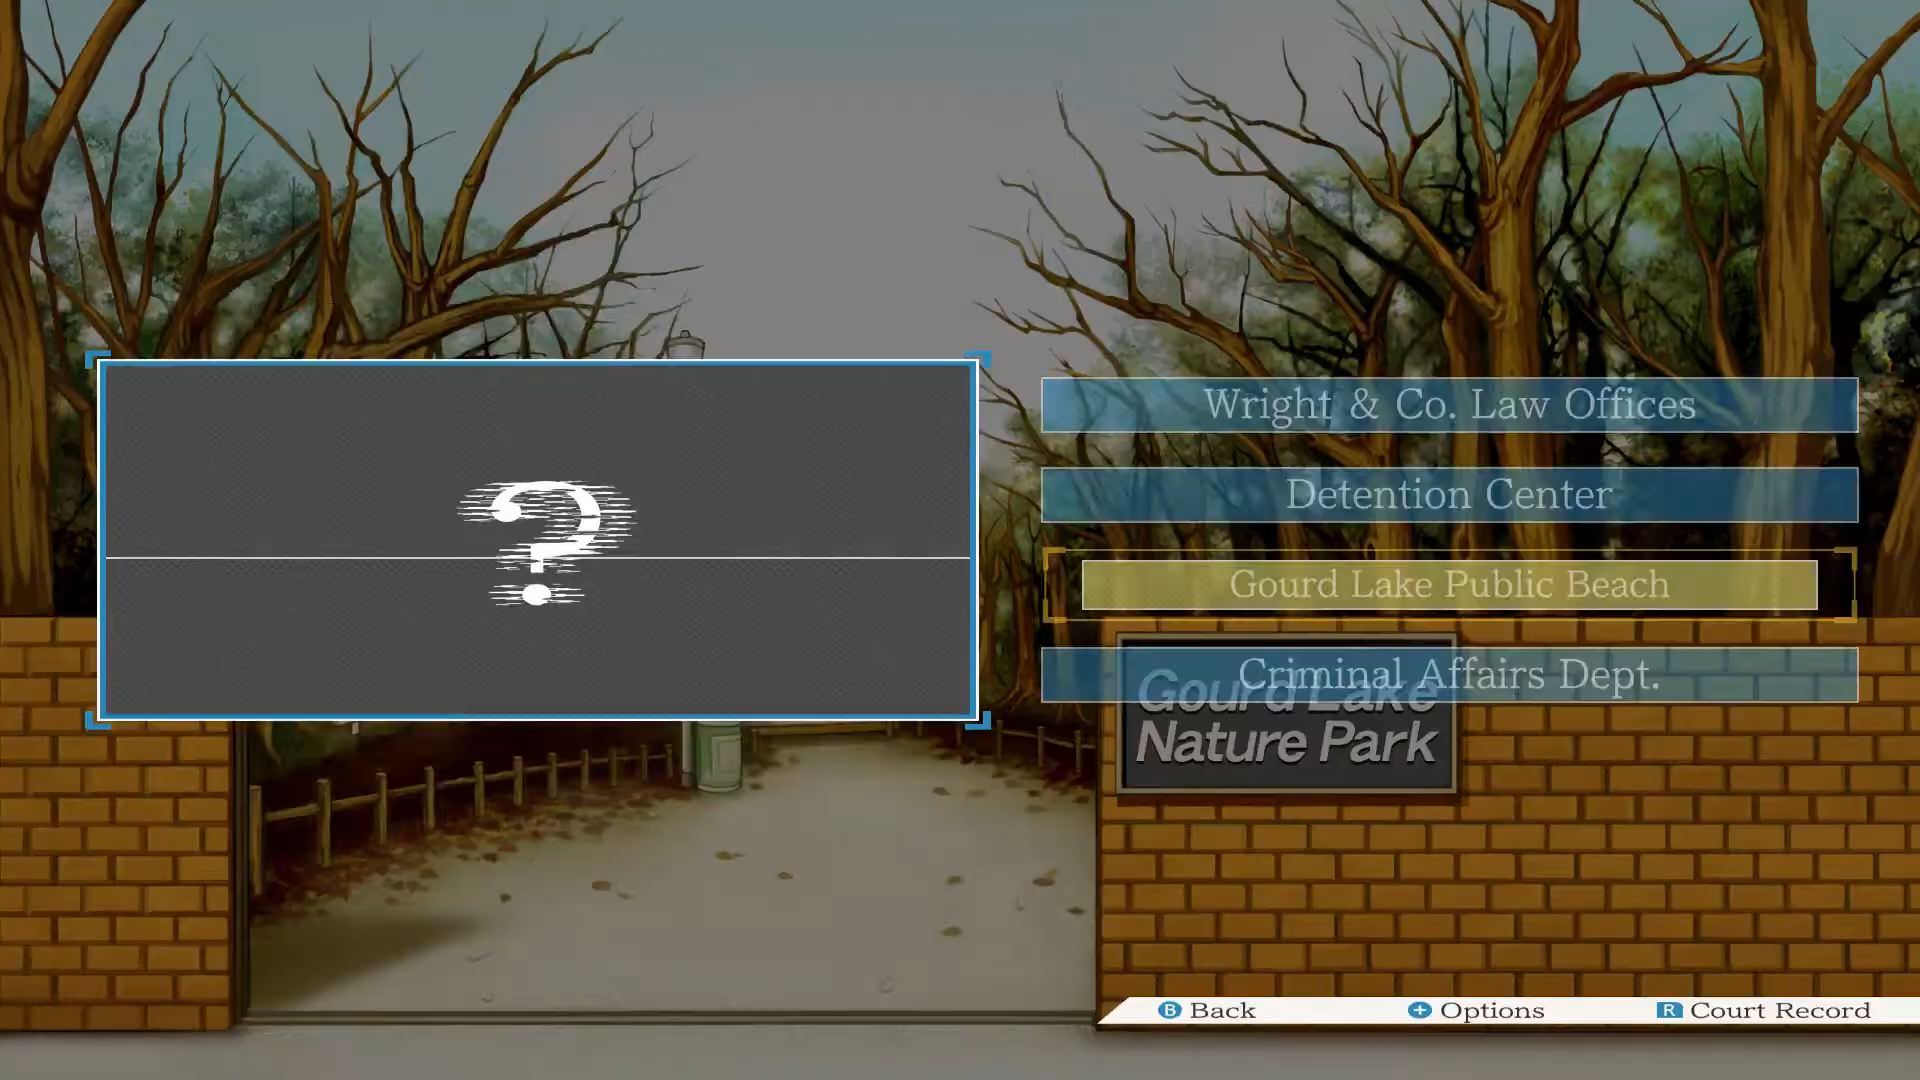 ?
Wright & Co. Law Offices
Detention Center
Gourd Lake Public Beach
Criminal Affairs Dept.
Gourd Lake
Nature Park
B Back
+ Options
R Court Record